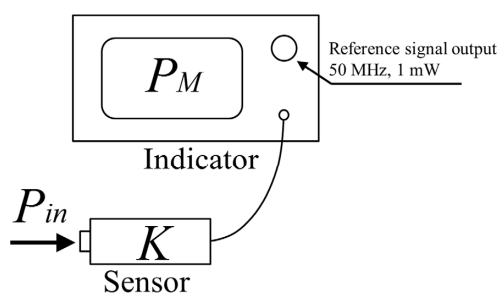 P_M
Reference signal output
50 MHz, 1 mW
Indicator
P_in
K
Sensor